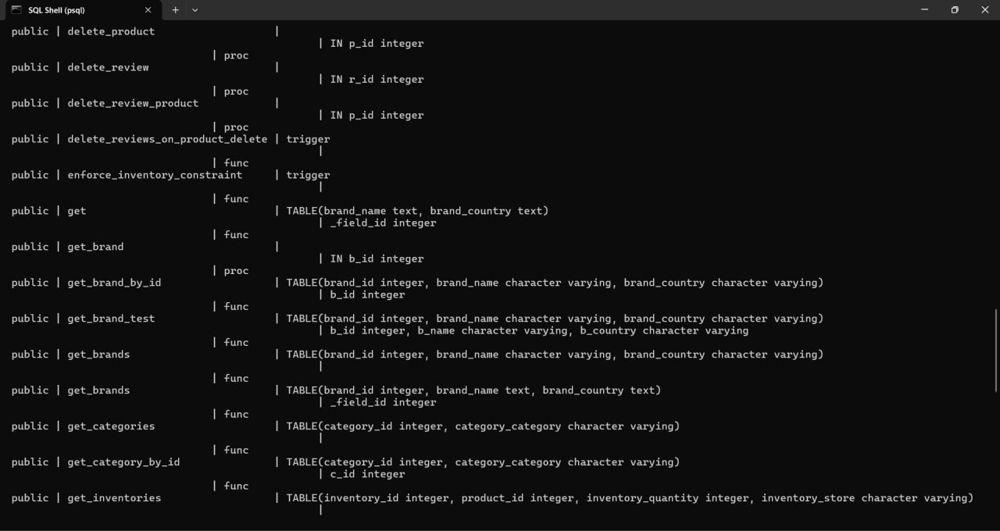 SQL Shell (psql)
public | delete_product                   |
                                                 | IN p_id integer
                                | proc
public | delete_review                    |
                                                 | IN r_id integer
                                | proc
public | delete_review_product            |
                                                 | IN p_id integer
                                | proc
public | delete_reviews_on_product_delete | trigger
                                                 |
                                | func
public | enforce_inventory_constraint     | trigger
                                                 |
                                | func
public | get                              | TABLE(brand_name text, brand_country text)
                                                 | _field_id integer
                                | func
public | get_brand                        |
                                                 | IN b_id integer
                                | proc
public | get_brand_by_id                  | TABLE(brand_id integer, brand_name character varying, brand_country character varying)
                                                 | b_id integer
                                | func
public | get_brand_test                   | TABLE(brand_id integer, brand_name character varying, brand_country character varying)
                                                 | b_id integer, b_name character varying, b_country character varying
                                | func
public | get_brands                       | TABLE(brand_id integer, brand_name character varying, brand_country character varying)
                                                 |
                                | func
public | get_brands                       | TABLE(brand_id integer, brand_name text, brand_country text)
                                                 | _field_id integer
                                | func
public | get_categories                   | TABLE(category_id integer, category_category character varying)
                                                 |
                                | func
public | get_category_by_id               | TABLE(category_id integer, category_category character varying)
                                                 | c_id integer
                                | func
public | get_inventories                  | TABLE(inventory_id integer, product_id integer, inventory_quantity integer, inventory_store character varying)
                                                 |